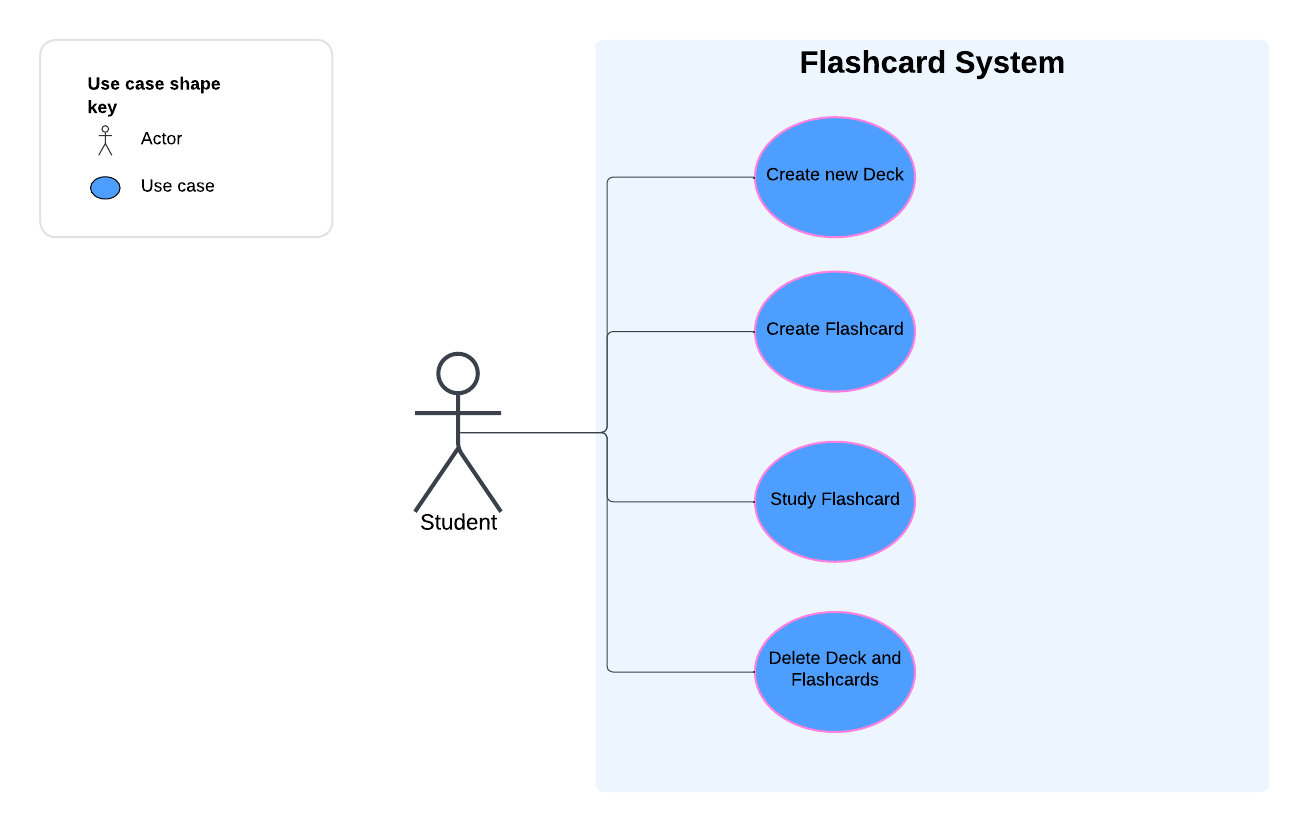 Use case shape
key
Actor
Use case
Flashcard System
Create new Deck
Create Flashcard
Study Flashcard
Delete Deck and
Flashcards
Student